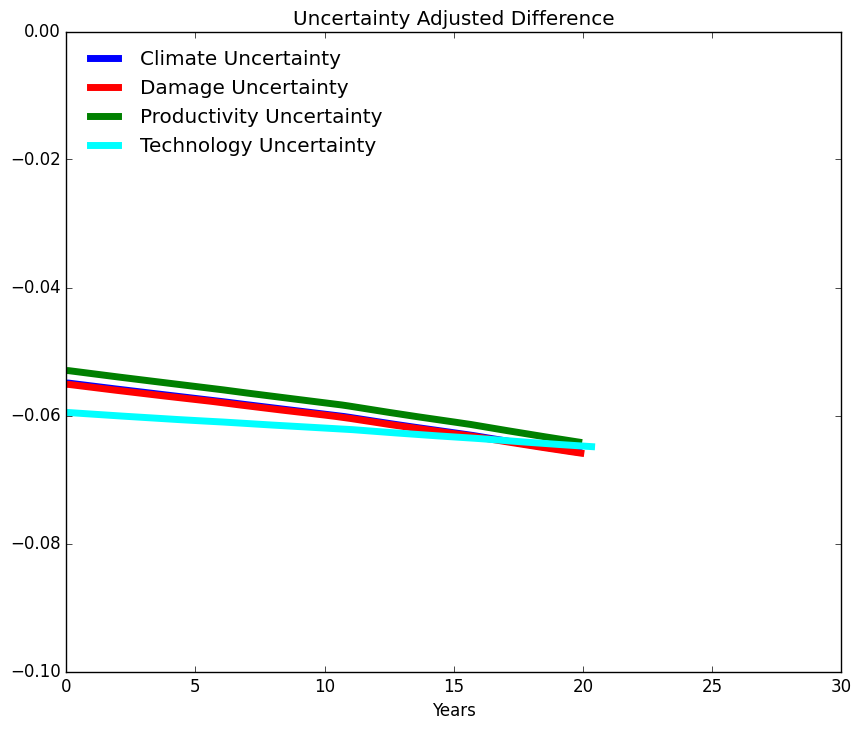 Uncertainty Adjusted Difference
0.00
Climate Uncertainty
Damage Uncertainty
Productivity Uncertainty
Technology Uncertainty
−0.02
−0.04
−0.06
−0.08
−0.10
0 5 10 15 20 25 30
Years